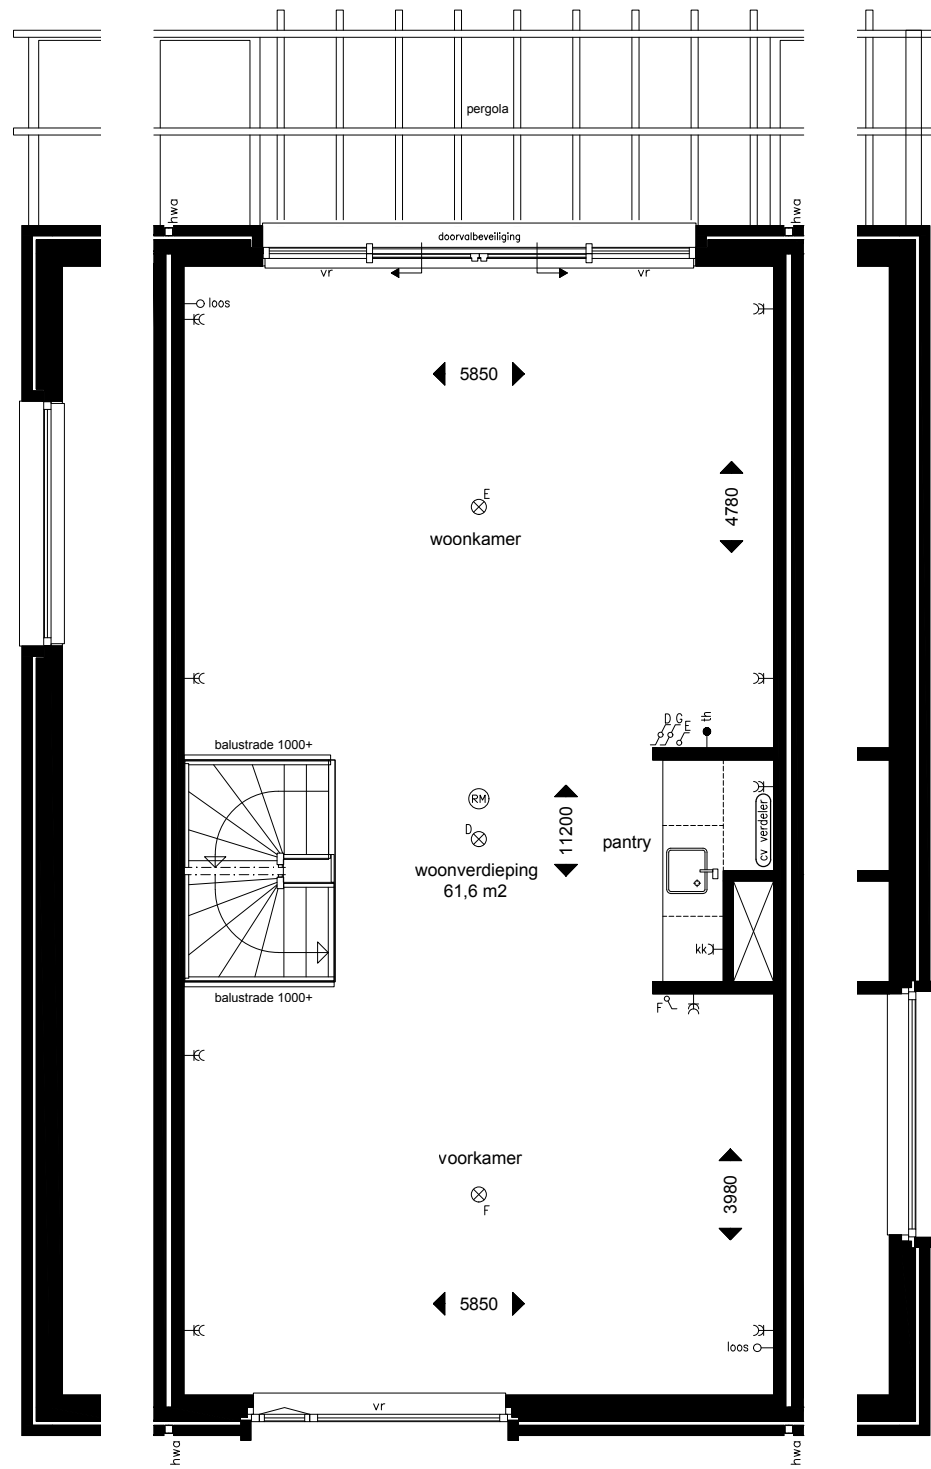 pergola
hwa
hwa
doorvalbeveiliging
vr
vr
loos
5850
E
4780
woonkamer
D G
E
th
balustrade 1000+
RM
D
11200
pantry
cv verdeler
woonverdieping
61,6 m2
kk
balustrade 1000+
F
voorkamer
F
3980
5850
loos
vr
hwa
hwa